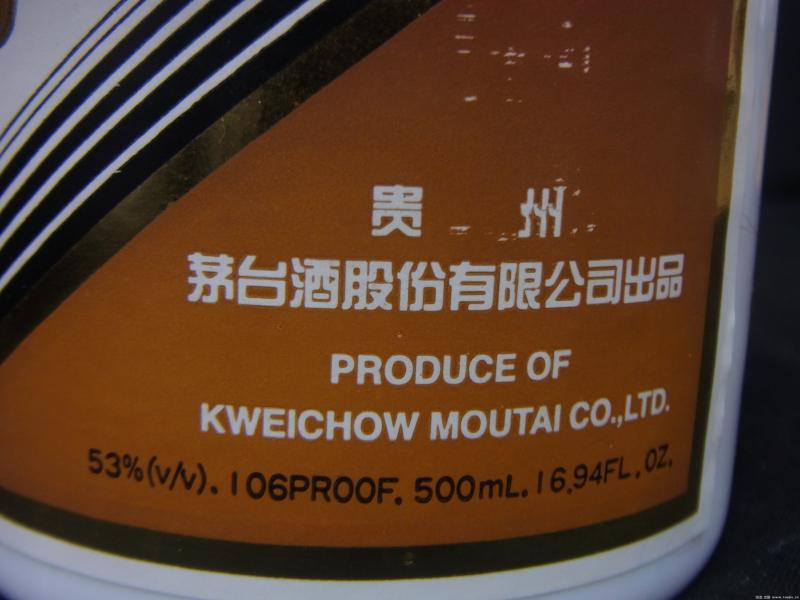 贵 州
茅台酒股份有限公司出品
PRODUCE OF
KWEICHOW MOUTAI CO.,LTD.
53%(v/v). 106PROOF. 500mL. 16.94FL.OZ.